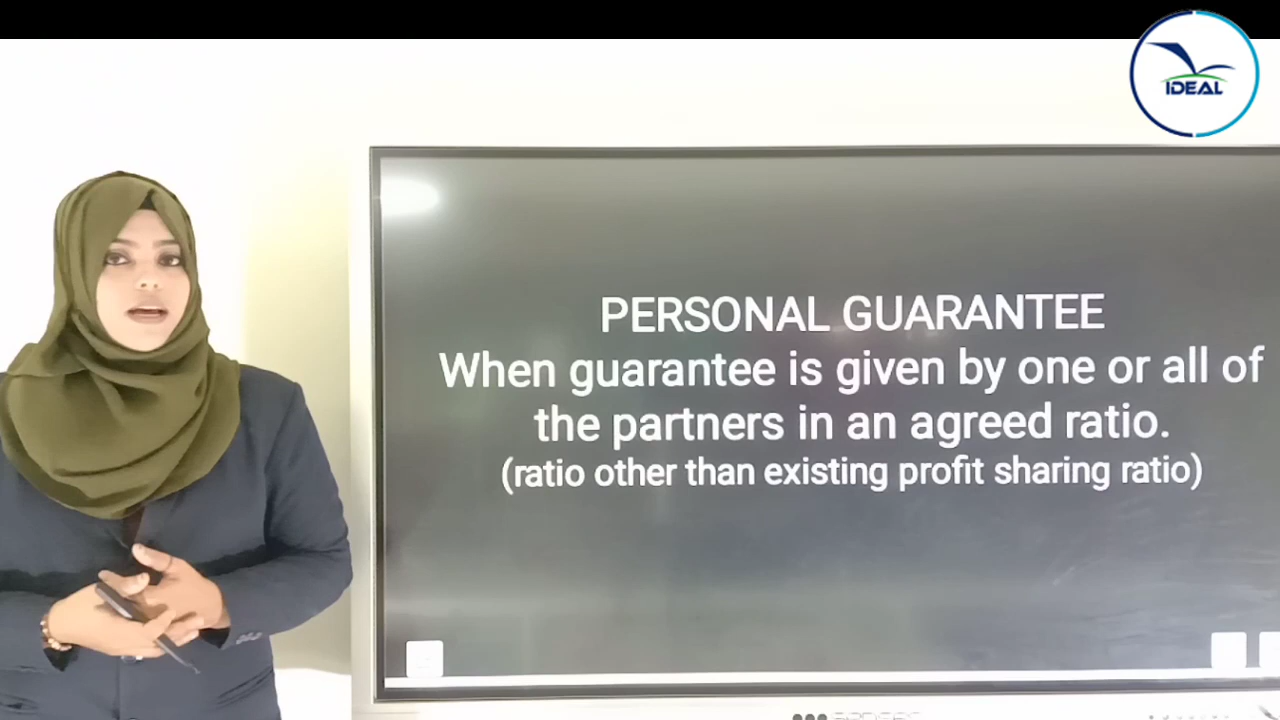 IDEAL
PERSONAL GUARANTEE
When guarantee is given by one or all of
the partners in an agreed ratio.
(ratio other than existing profit sharing ratio)